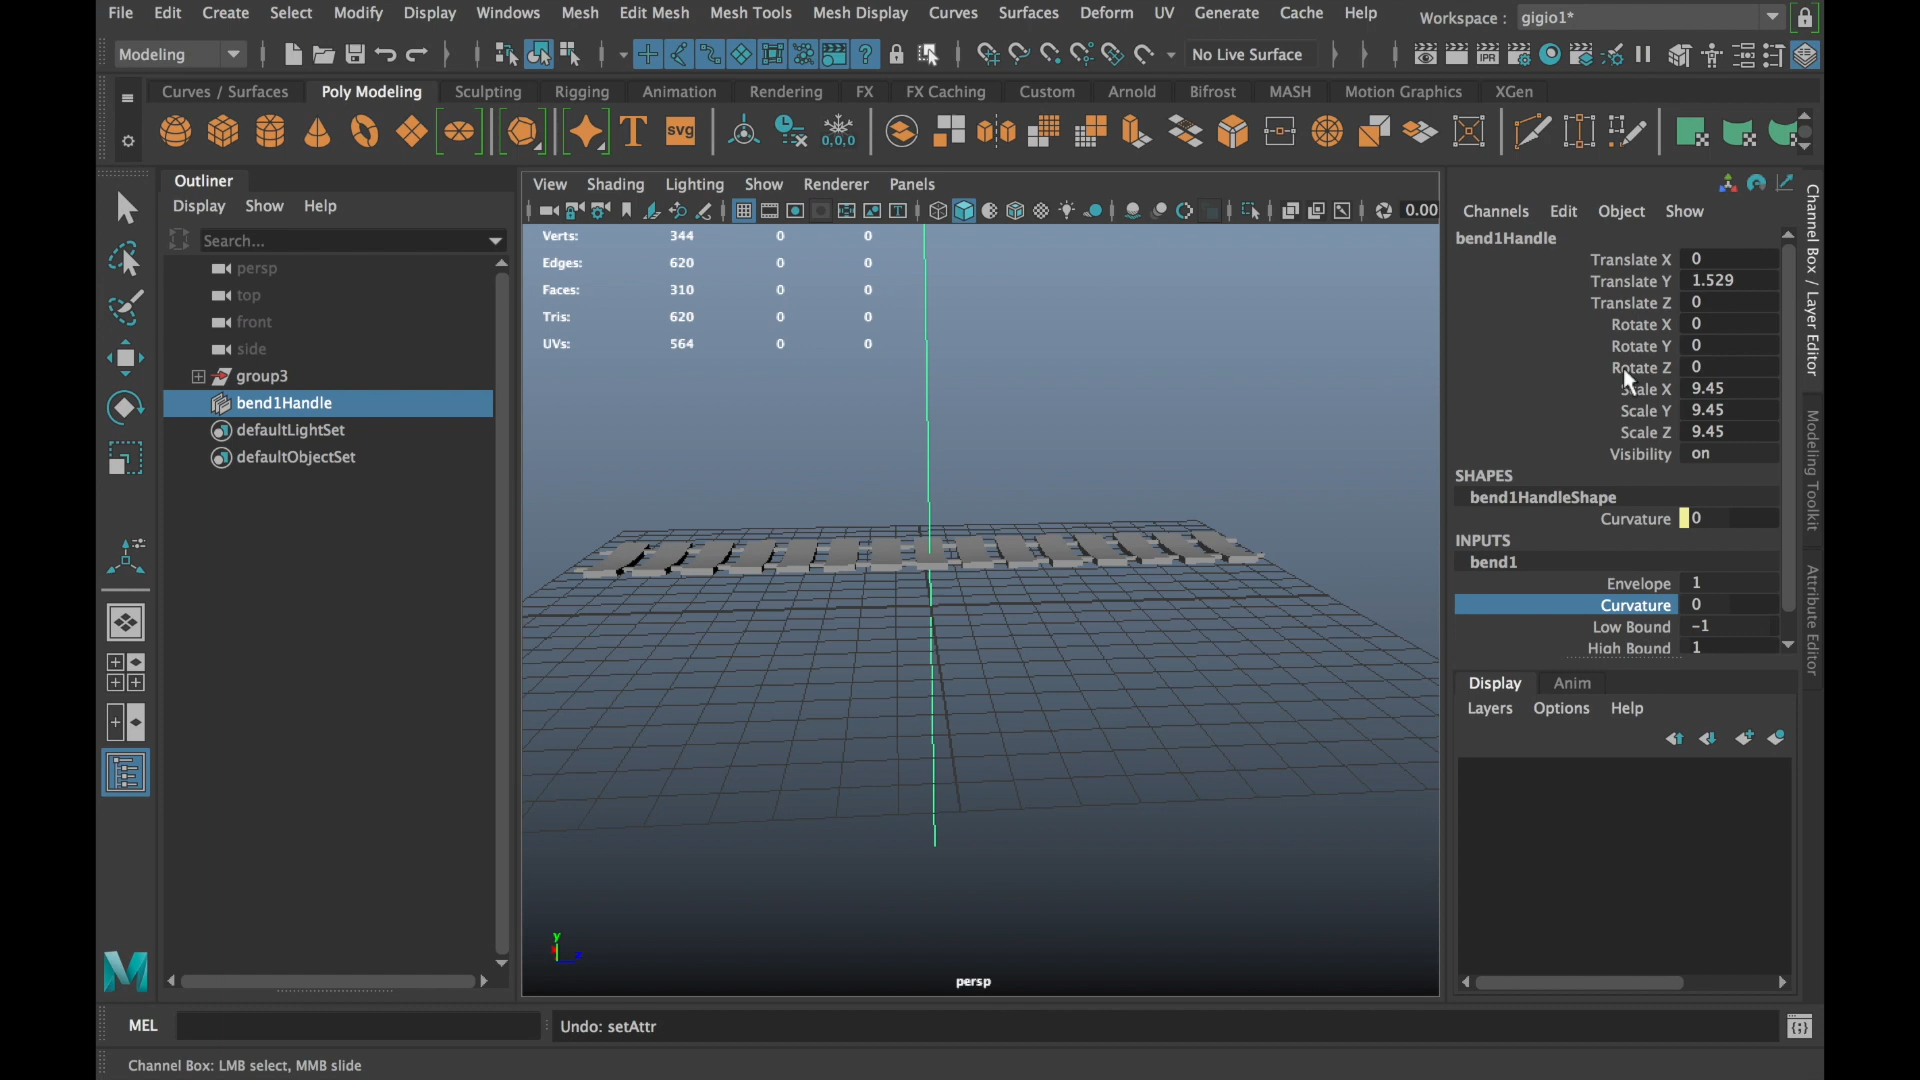 File Edit Create Select Modify Display Windows Mesh Edit Mesh Mesh Tools Mesh Display Curves Surfaces Deform UV Generate Cache Help Workspace : gigio1*
Modeling No Live Surface
Curves / Surfaces Poly Modeling Sculpting Rigging Animation Rendering FX FX Caching Custom Arnold Bifrost MASH Motion Graphics XGen
T svg 0,0,0
IPR
Outliner
Display Show Help
Search...
persp
top
front
side
group3
bend1Handle
defaultLightSet
defaultObjectSet
View Shading Lighting Show Renderer Panels
0.00
Verts: 344 0 0
Edges: 620 0 0
Faces: 310 0 0
Tris: 620 0 0
UVs: 564 0 0
y
z
persp
Channels Edit Object Show
bend1Handle
Translate X 0
Translate Y 1.529
Translate Z 0
Rotate X 0
Rotate Y 0
Rotate Z 0
Scale X 9.45
Scale Y 9.45
Scale Z 9.45
Visibility on
SHAPES
bend1HandleShape
Curvature 0
INPUTS
bend1
Envelope 1
Curvature 0
Low Bound -1
High Bound 1
Display Anim
Layers Options Help
Channel Box / Layer Editor
Modeling Toolkit
Attribute Editor
M
MEL
Undo: setAttr
Channel Box: LMB select, MMB slide